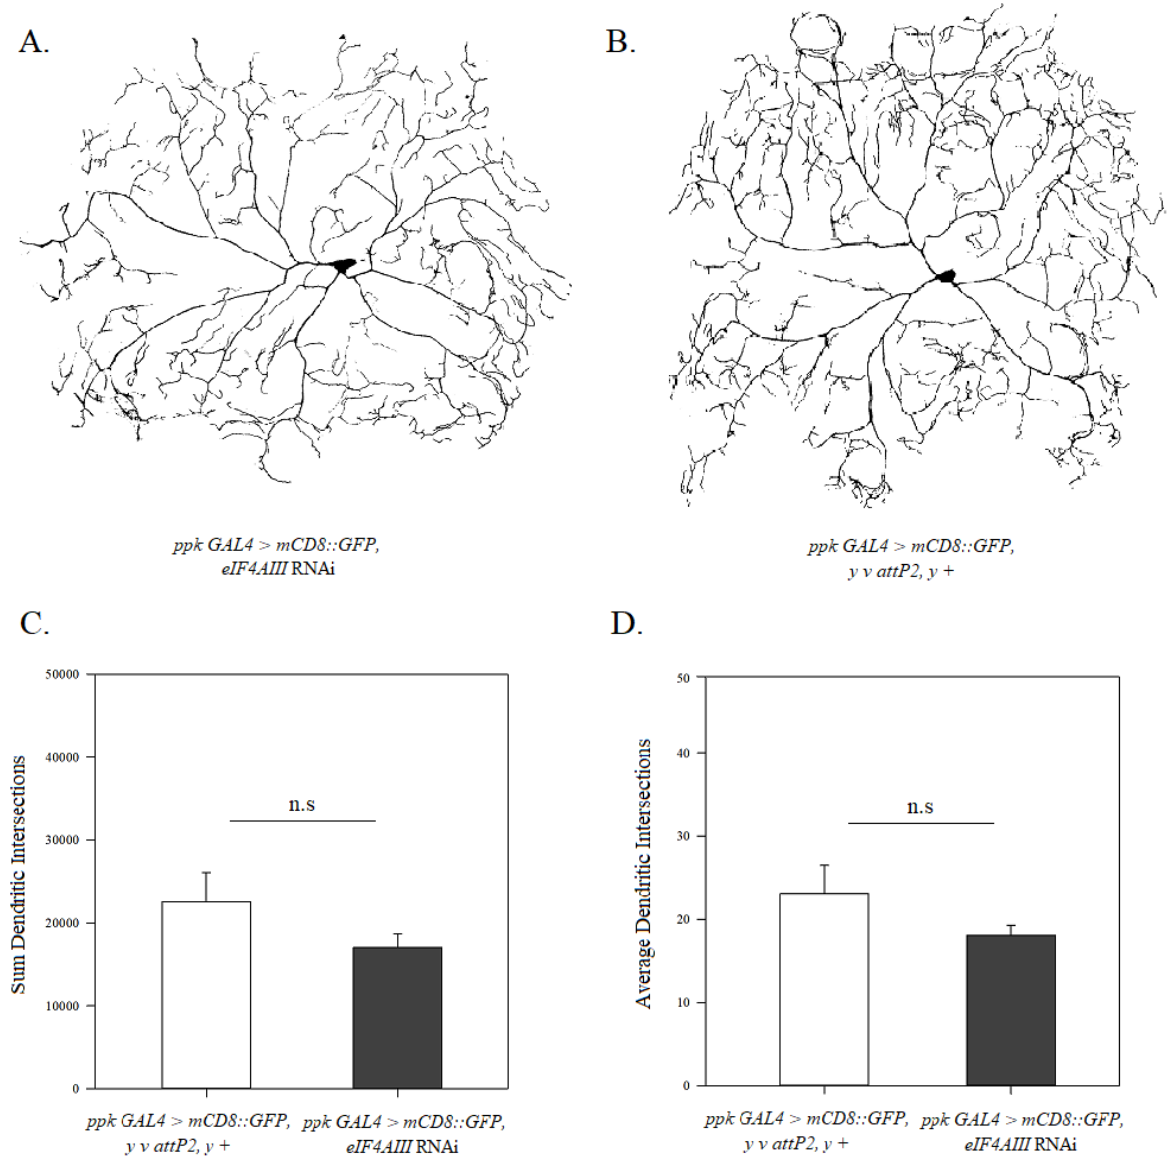 A.
B.
ppk GAL4 > mCD8::GFP,
eIF4AIII RNAi
ppk GAL4 > mCD8::GFP,
y v attP2, y +
C.
D.
50000
40000
30000
20000
10000
0
Sum Dendritic Intersections
n.s
ppk GAL4 > mCD8::GFP,
y v attP2, y +
ppk GAL4 > mCD8::GFP,
eIF4AIII RNAi
50
40
30
20
10
0
Average Dendritic Intersections
n.s
ppk GAL4 > mCD8::GFP,
y v attP2, y +
ppk GAL4 > mCD8::GFP,
eIF4AIII RNAi